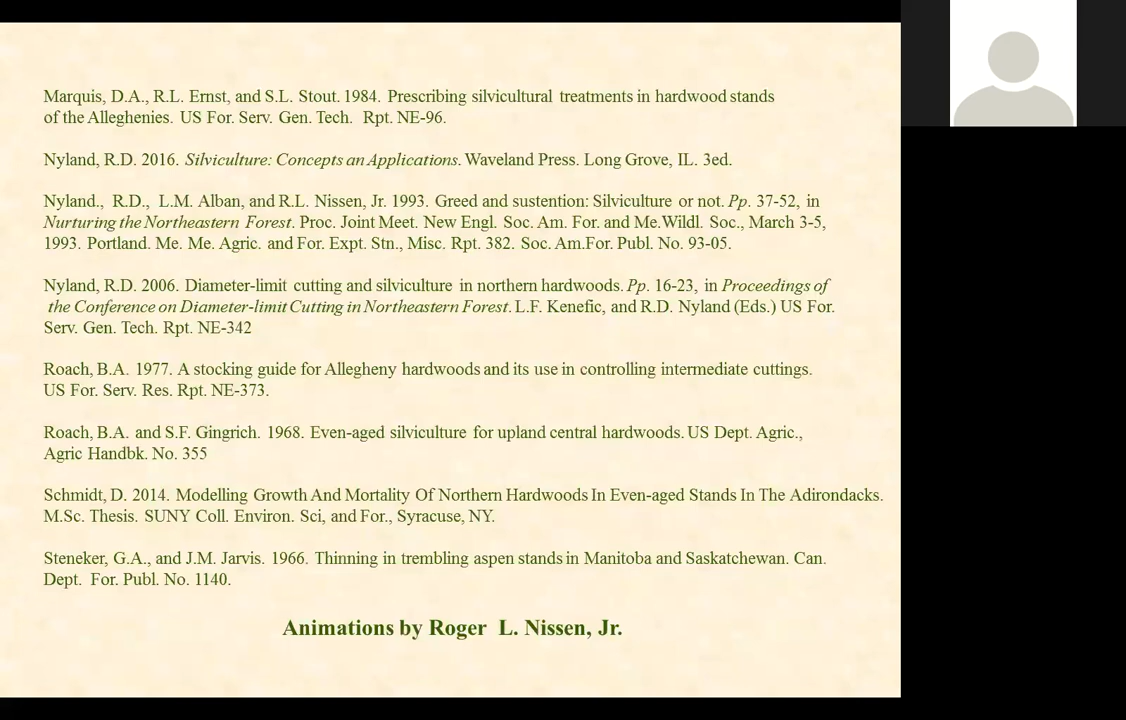 Marquis, D.A., R.L. Ernst, and S.L. Stout. 1984. Prescribing silvicultural treatments in hardwood stands
of the Alleghenies. US For. Serv. Gen. Tech. Rpt. NE-96.
Nyland, R.D. 2016. Silviculture: Concepts an Applications. Waveland Press. Long Grove, IL. 3ed.
Nyland., R.D., L.M. Alban, and R.L. Nissen, Jr. 1993. Greed and sustention: Silviculture or not. Pp. 37-52, in
Nurturing the Northeastern Forest. Proc. Joint Meet. New Engl. Soc. Am. For. and Me.Wildl. Soc., March 3-5,
1993. Portland. Me. Me. Agric. and For. Expt. Stn., Misc. Rpt. 382. Soc. Am.For. Publ. No. 93-05.
Nyland, R.D. 2006. Diameter-limit cutting and silviculture in northern hardwoods. Pp. 16-23, in Proceedings of
the Conference on Diameter-limit Cutting in Northeastern Forest. L.F. Kenefic, and R.D. Nyland (Eds.) US For.
Serv. Gen. Tech. Rpt. NE-342
Roach, B.A. 1977. A stocking guide for Allegheny hardwoods and its use in controlling intermediate cuttings.
US For. Serv. Res. Rpt. NE-373.
Roach, B.A. and S.F. Gingrich. 1968. Even-aged silviculture for upland central hardwoods. US Dept. Agric.,
Agric Handbk. No. 355
Schmidt, D. 2014. Modelling Growth And Mortality Of Northern Hardwoods In Even-aged Stands In The Adirondacks.
M.Sc. Thesis. SUNY Coll. Environ. Sci, and For., Syracuse, NY.
Steneker, G.A., and J.M. Jarvis. 1966. Thinning in trembling aspen stands in Manitoba and Saskatchewan. Can.
Dept. For. Publ. No. 1140.
Animations by Roger L. Nissen, Jr.